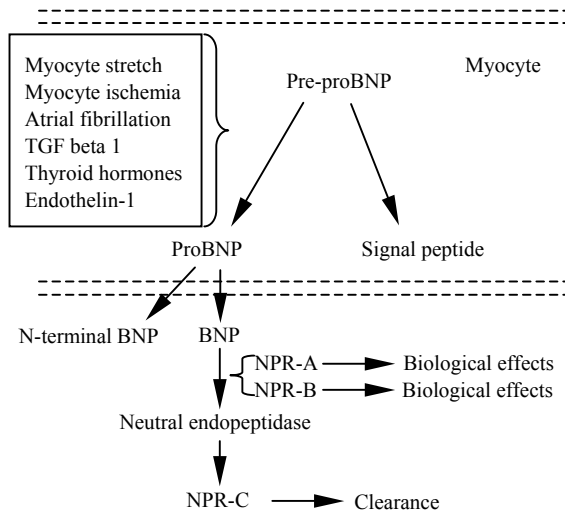 Myocyte stretch
Myocyte ischemia
Atrial fibrillation
TGF beta 1
Thyroid hormones
Endothelin-1
Pre-proBNP
Myocyte
ProBNP
Signal peptide
N-terminal BNP
BNP
NPR-A
Biological effects
NPR-B
Biological effects
Neutral endopeptidase
NPR-C
Clearance